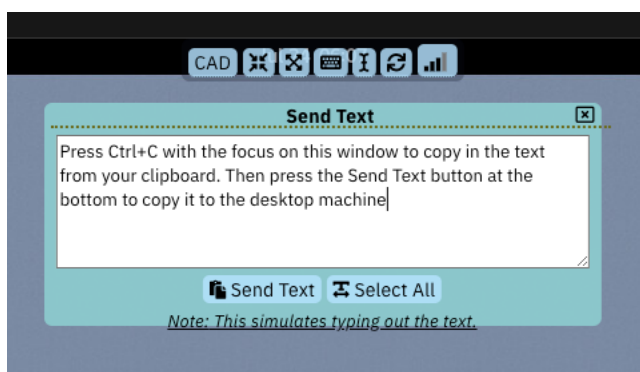 CAD
Send Text
Press Ctrl+C with the focus on this window to copy in the text
from your clipboard. Then press the Send Text button at the
bottom to copy it to the desktop machine
Send Text Select All
Note: This simulates typing out the text.